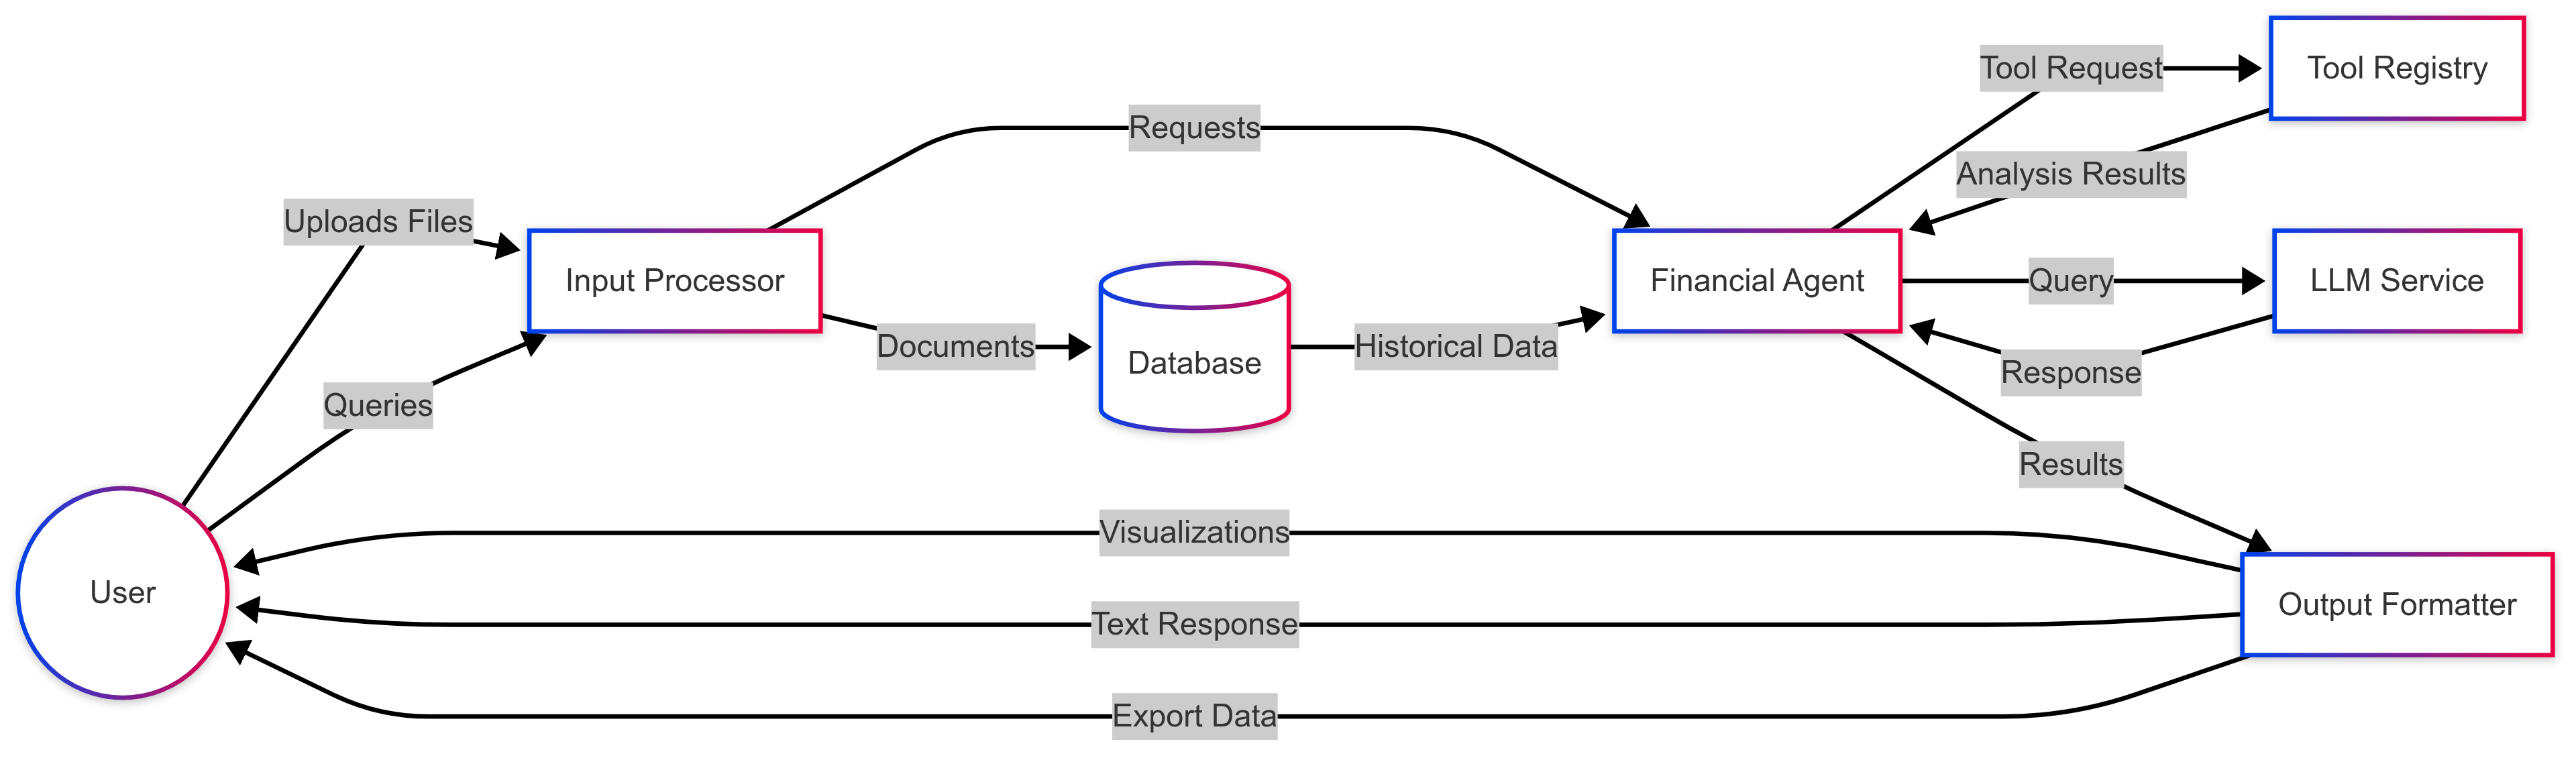 Tool Request
Tool Registry
Requests
Analysis Results
Uploads Files
Input Processor
Financial Agent
Query
LLM Service
Documents
Database
Historical Data
Response
Queries
Results
Visualizations
User
Output Formatter
Text Response
Export Data